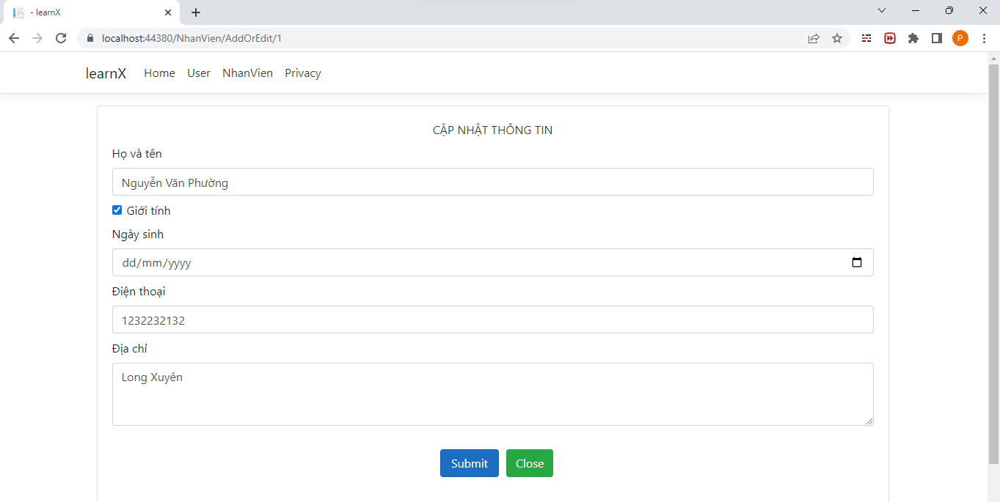 - learnX
localhost:44380/NhanVien/AddOrEdit/1
P
learnX Home User NhanVien Privacy
CẬP NHẬT THÔNG TIN
Họ và tên
Nguyễn Văn Phường
Giới tính
Ngày sinh
dd/mm/yyyy
Điện thoại
1232232132
Địa chỉ
Long Xuyên
Submit Close